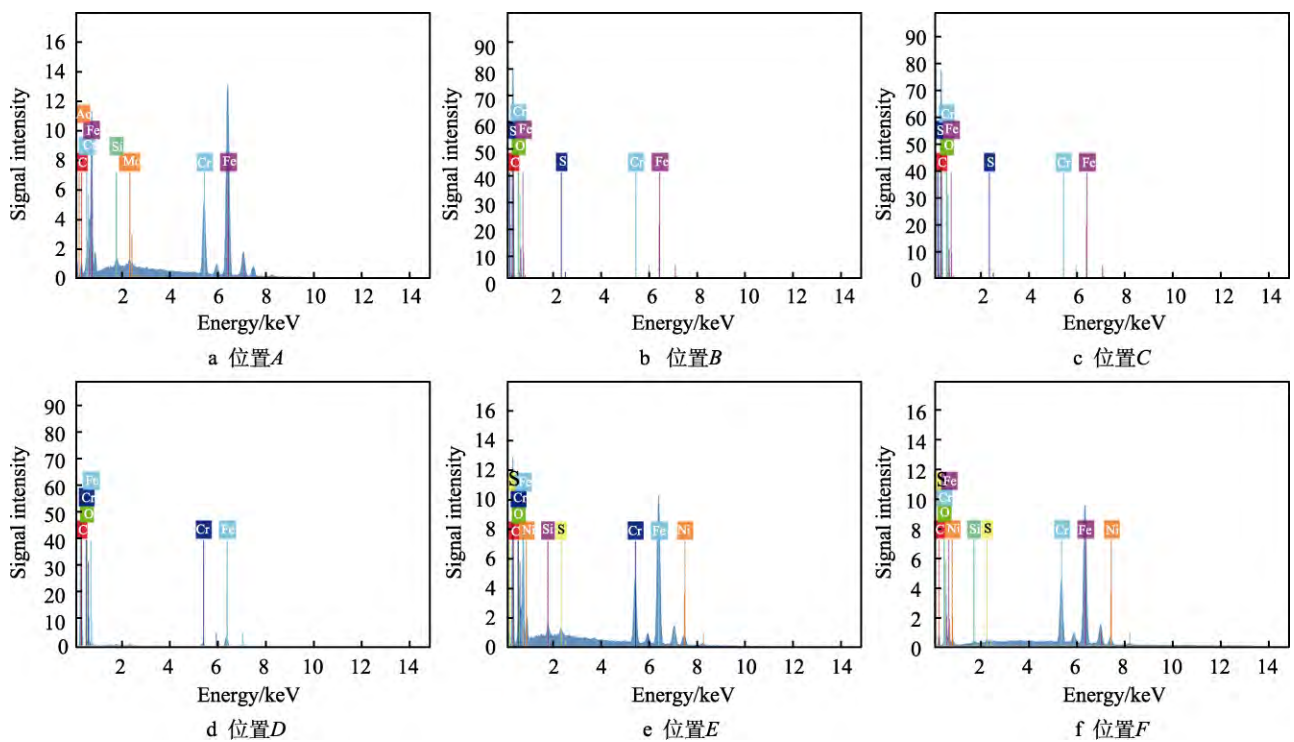 Signal intensity
16
14
12
10
8
6
4
2
0
Fe
C
Si
Mo
Cr
Fe
2 4 6 8 10 12 14
Energy/keV
a 位置A
Signal intensity
90
80
70
60
50
40
30
20
10
0
Cr
S Fe
O
C S Cr Fe
2 4 6 8 10 12 14
Energy/keV
b 位置B
Signal intensity
90
80
70
60
50
40
30
20
10
0
Cr
S Fe
O
C S Cr Fe
2 4 6 8 10 12 14
Energy/keV
c 位置C
Signal intensity
90
80
70
60
50
40
30
20
10
0
Fe
Cr
O
C Cr Fe
2 4 6 8 10 12 14
Energy/keV
d 位置D
Signal intensity
16
14
12
10
8
6
4
2
0
S Fe
Cr
O
C Ni Si S Cr Fe Ni
2 4 6 8 10 12 14
Energy/keV
e 位置E
Signal intensity
16
14
12
10
8
6
4
2
0
S Fe
Cr
O
C Ni Si S Cr Fe Ni
2 4 6 8 10 12 14
Energy/keV
f 位置F